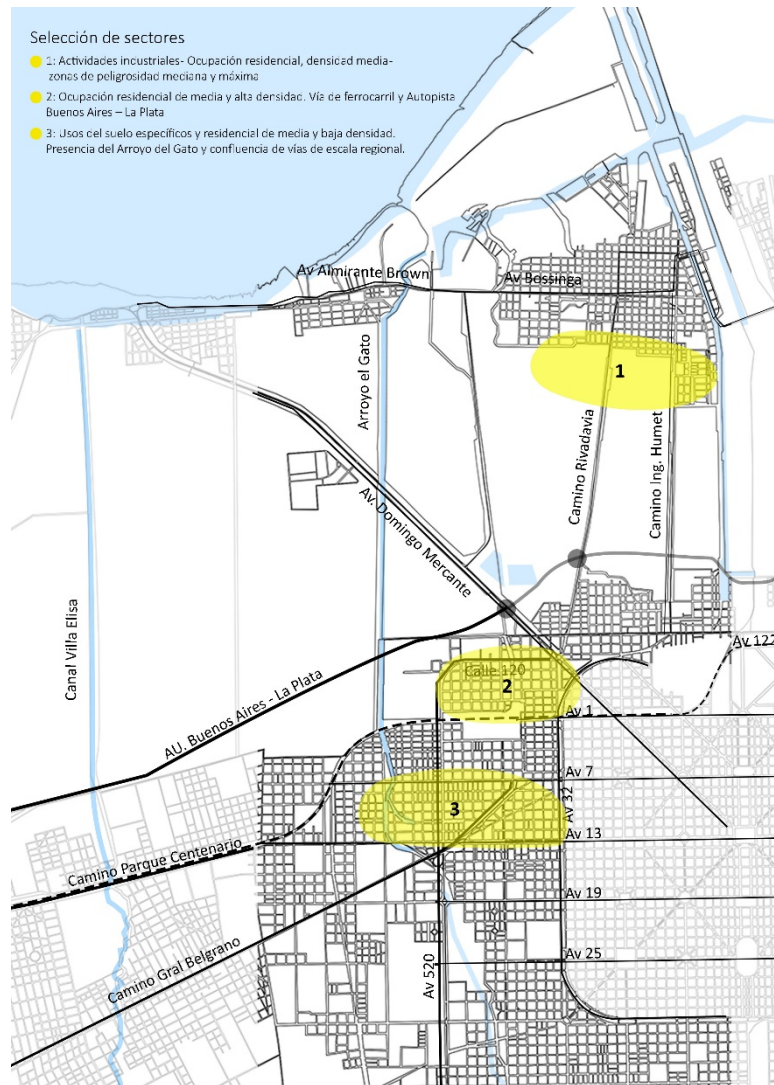 Selección de sectores
1: Actividades industriales- Ocupación residencial, densidad media-
zonas de peligrosidad mediana y máxima
2: Ocupación residencial de media y alta densidad. Vía de ferrocarril y Autopista
Buenos Aires – La Plata
3: Usos del suelo específicos y residencial de media y baja densidad.
Presencia del Arroyo del Gato y confluencia de vías de escala regional.
Av Almirante Brown
Av Bossinga
Arroyo el Gato
1
Camino Rivadavia
Camino Ing. Humet
Av. Domingo Mercante
Canal Villa Elisa
Av. 122
Calle 120
2
AU. Buenos Aires - La Plata
Av 1
Av 7
3
Av 32
Av 13
Camino Parque Centenario
Av 19
Camino Gral Belgrano
Av 520
Av 25